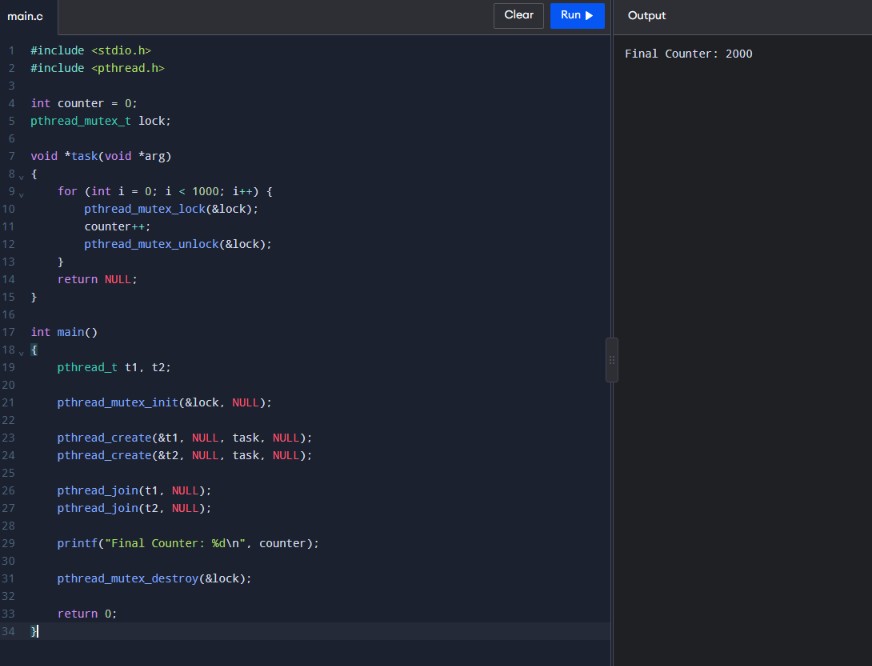 main.c
Clear
Run
Output
1 #include <stdio.h>
2 #include <pthread.h>
3
4 int counter = 0;
5 pthread_mutex_t lock;
6
7 void *task(void *arg)
8 {
9     for (int i = 0; i < 1000; i++) {
10         pthread_mutex_lock(&lock);
11         counter++;
12         pthread_mutex_unlock(&lock);
13     }
14     return NULL;
15 }
16
17 int main()
18 {
19     pthread_t t1, t2;
20
21     pthread_mutex_init(&lock, NULL);
22
23     pthread_create(&t1, NULL, task, NULL);
24     pthread_create(&t2, NULL, task, NULL);
25
26     pthread_join(t1, NULL);
27     pthread_join(t2, NULL);
28
29     printf("Final Counter: %d\n", counter);
30
31     pthread_mutex_destroy(&lock);
32
33     return 0;
34 }
Final Counter: 2000